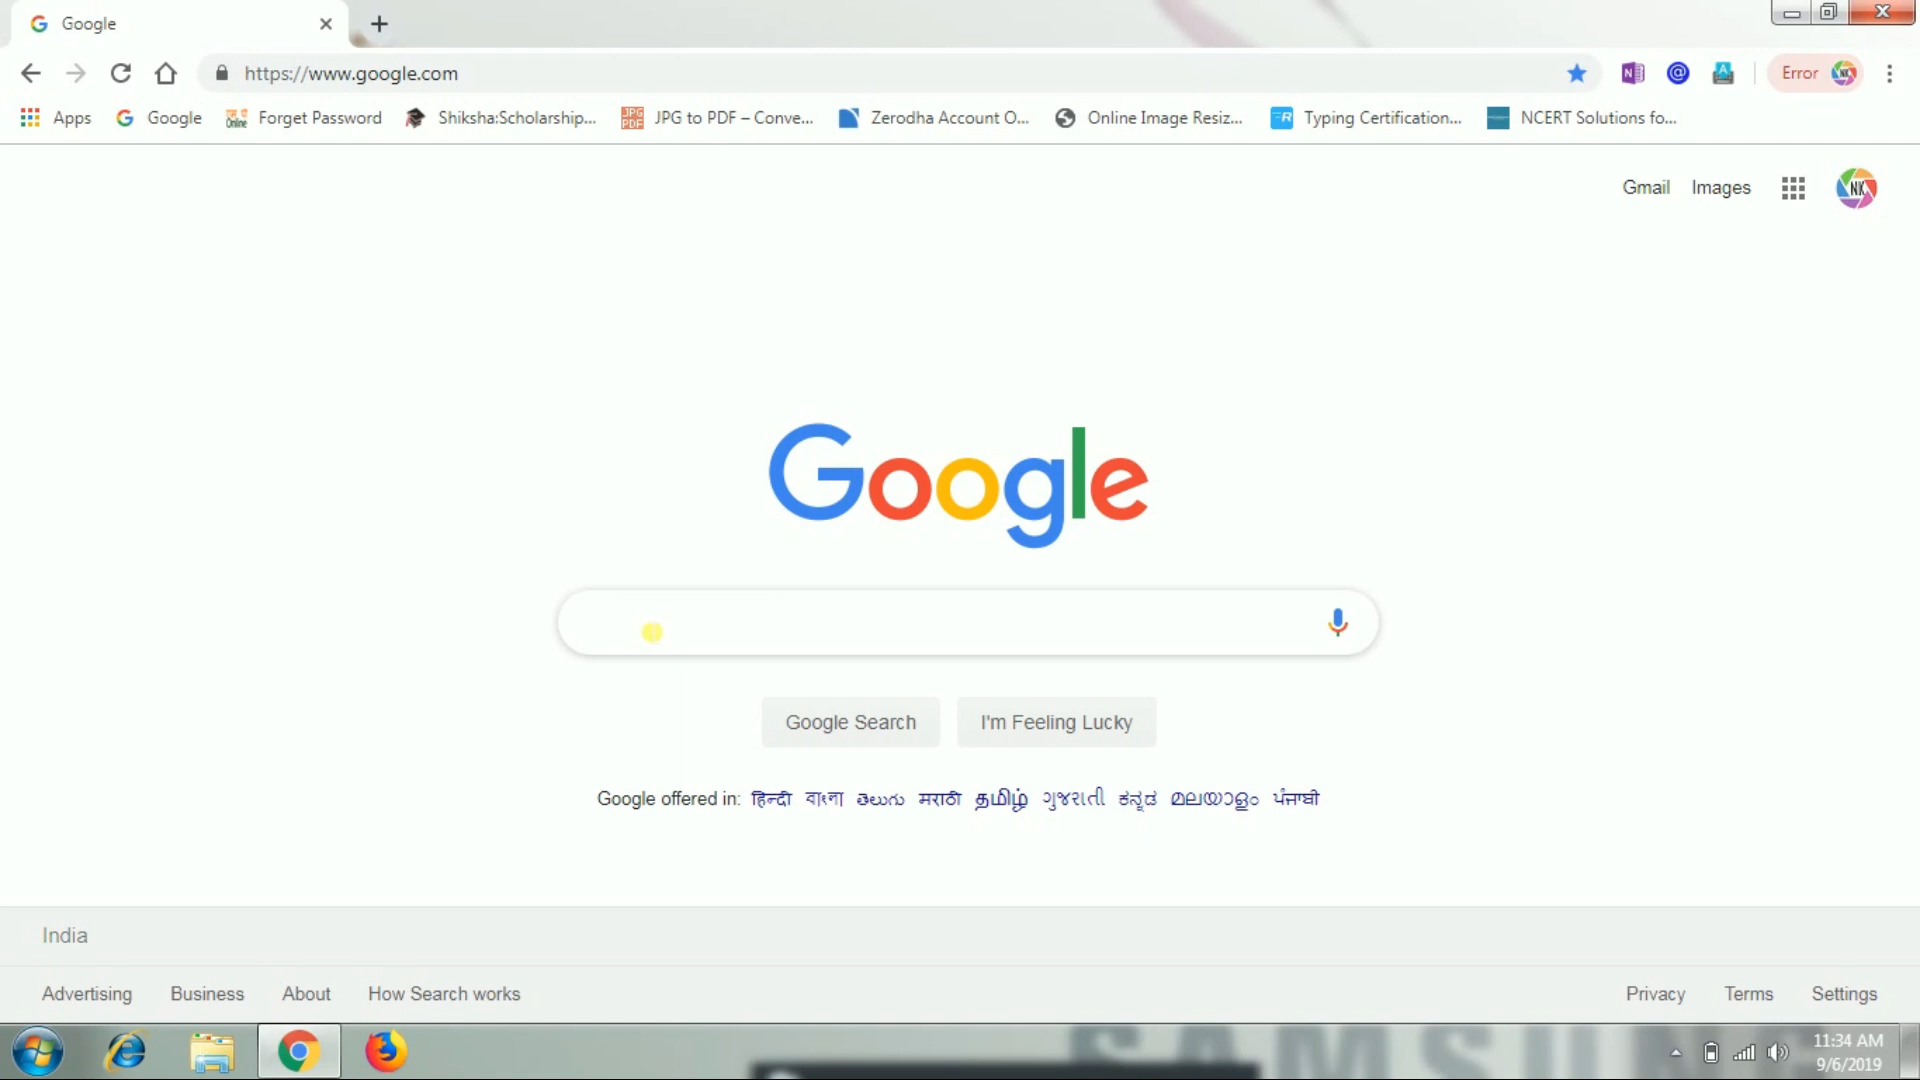 Google
https://www.google.com
Error
Apps
Google
Forget Password
Shiksha:Scholarship...
JPG to PDF – Conve...
Zerodha Account O...
Online Image Resiz...
Typing Certification...
NCERT Solutions fo...
Gmail
Images
NK
Google
Google Search
I'm Feeling Lucky
Google offered in: हिन्दी বাংলা తెలుగు मराठी தமிழ் ગુજરાતી ಕನ್ನಡ മലയാളം ਪੰਜਾਬੀ
India
Advertising
Business
About
How Search works
Privacy
Terms
Settings
11:34 AM
9/6/2019